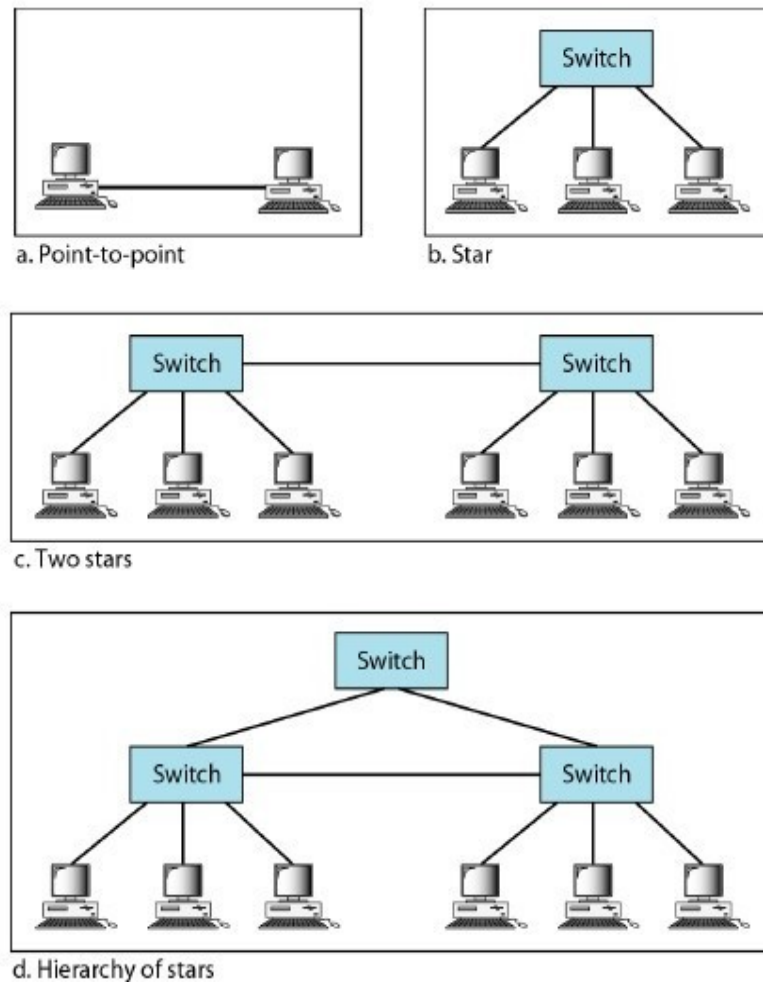 Switch
a. Point-to-point
b. Star
Switch
Switch
c. Two stars
Switch
Switch
Switch
d. Hierarchy of stars